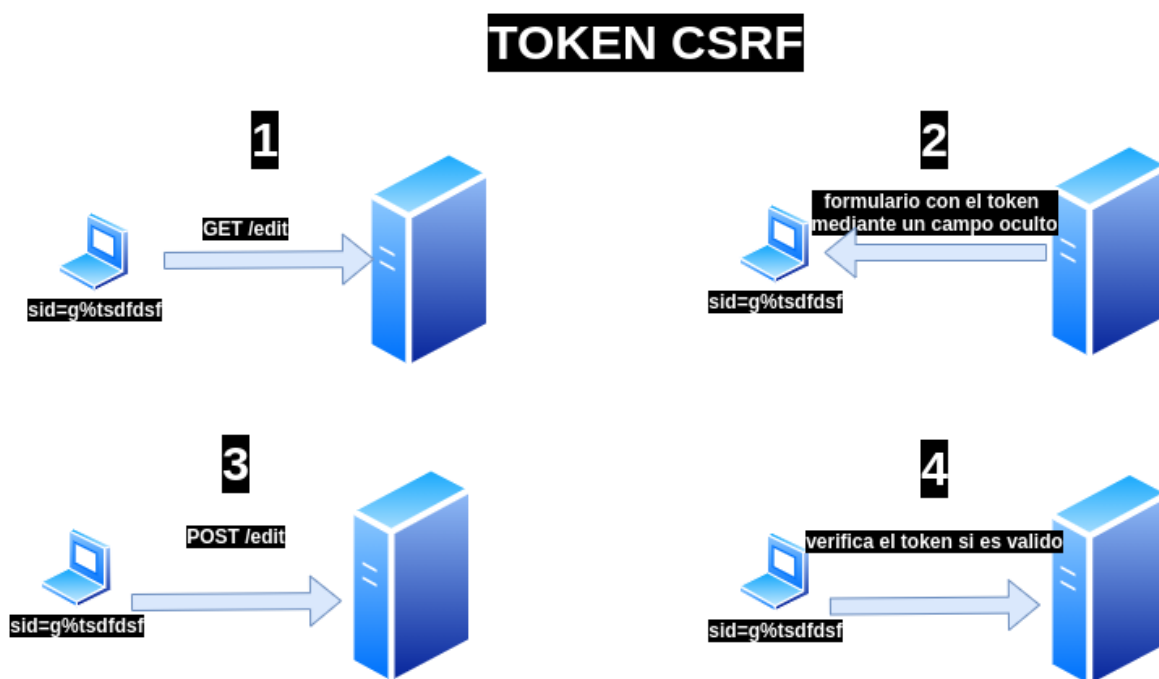 TOKEN CSRF
1
GET /edit
sid=g%tsdfdsf
2
formulario con el token
mediante un campo oculto
sid=g%tsdfdsf
3
POST /edit
sid=g%tsdfdsf
4
verifica el token si es valido
sid=g%tsdfdsf